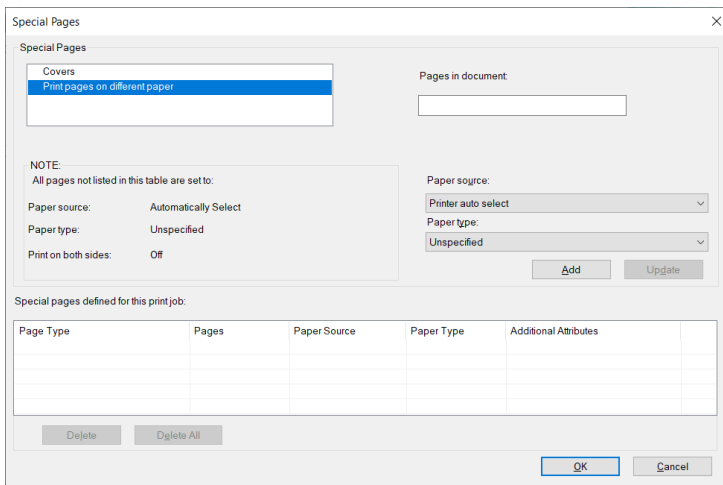 Special Pages
Special Pages
Covers
Print pages on different paper
Pages in document:
NOTE:
All pages not listed in this table are set to:
Paper source: Automatically Select
Paper type: Unspecified
Print on both sides: Off
Paper source:
Printer auto select
Paper type:
Unspecified
Add Update
Special pages defined for this print job:
Page Type Pages Paper Source Paper Type Additional Attributes
Delete Delete All
OK Cancel